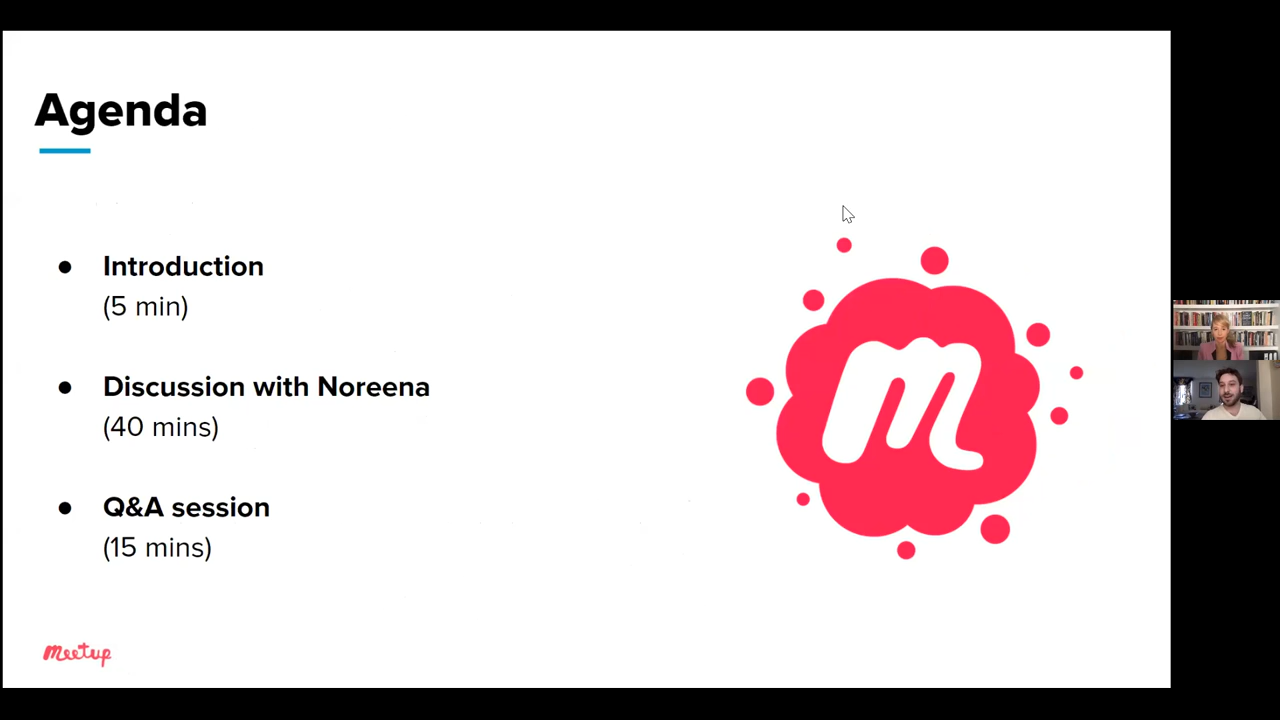 Agenda
● Introduction
(5 min)
● Discussion with Noreena
(40 mins)
● Q&A session
(15 mins)
m
meetup